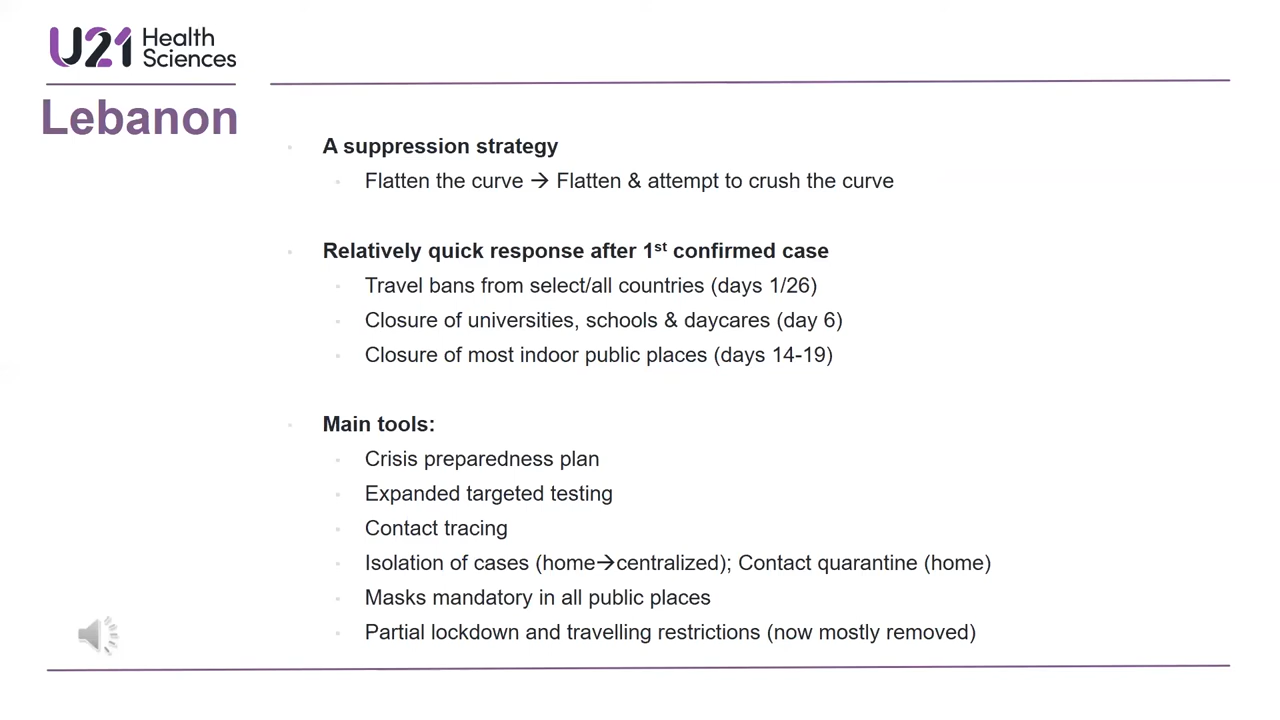 U21 Health
Sciences
Lebanon
A suppression strategy
Flatten the curve → Flatten & attempt to crush the curve
Relatively quick response after 1st confirmed case
Travel bans from select/all countries (days 1/26)
Closure of universities, schools & daycares (day 6)
Closure of most indoor public places (days 14-19)
Main tools:
Crisis preparedness plan
Expanded targeted testing
Contact tracing
Isolation of cases (home→centralized); Contact quarantine (home)
Masks mandatory in all public places
Partial lockdown and travelling restrictions (now mostly removed)